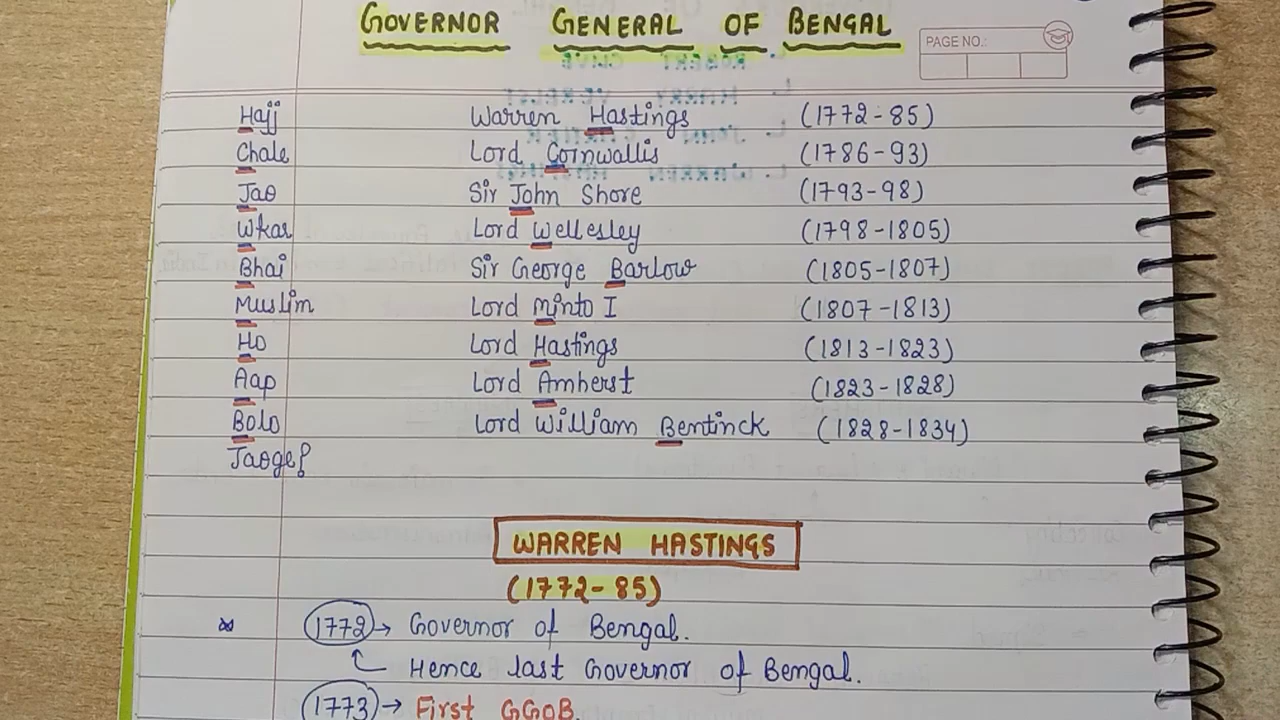 GOVERNOR GENERAL OF BENGAL
PAGE NO.:
Hajj Warren Hastings (1772-85)
Chale Lord Cornwallis (1786-93)
Jao Sir John Shore (1793-98)
Wkar Lord Wellesley (1798-1805)
Bhai Sir George Barlow (1805-1807)
Muslim Lord Minto I (1807-1813)
Ho Lord Hastings (1813-1823)
Aap Lord Amherst (1823-1828)
Bolo Lord William Bentinck (1828-1834)
Jaoge?
WARREN HASTINGS
(1772-85)
1772 → Governor of Bengal.
Hence last Governor of Bengal.
1773 → First GGOB.